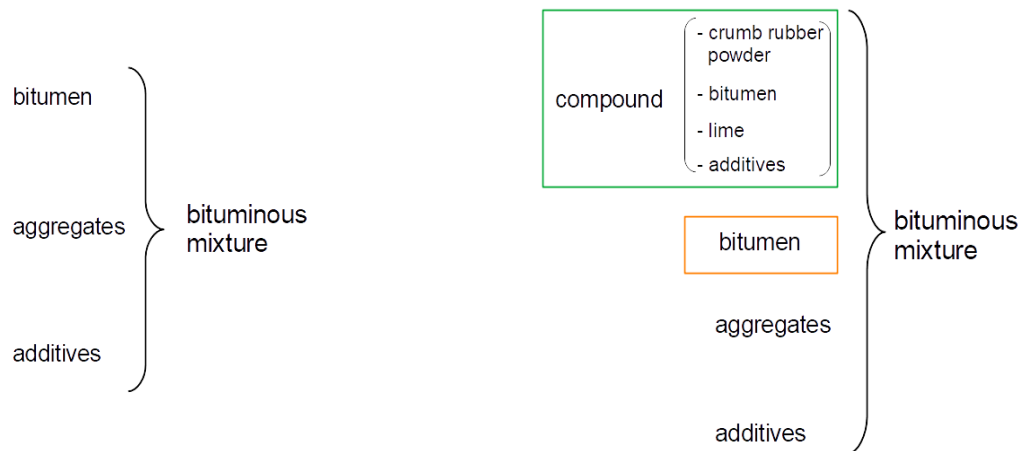 bitumen
aggregates
additives
bituminous
mixture
compound
- crumb rubber
powder
- bitumen
- lime
- additives
bitumen
aggregates
additives
bituminous
mixture